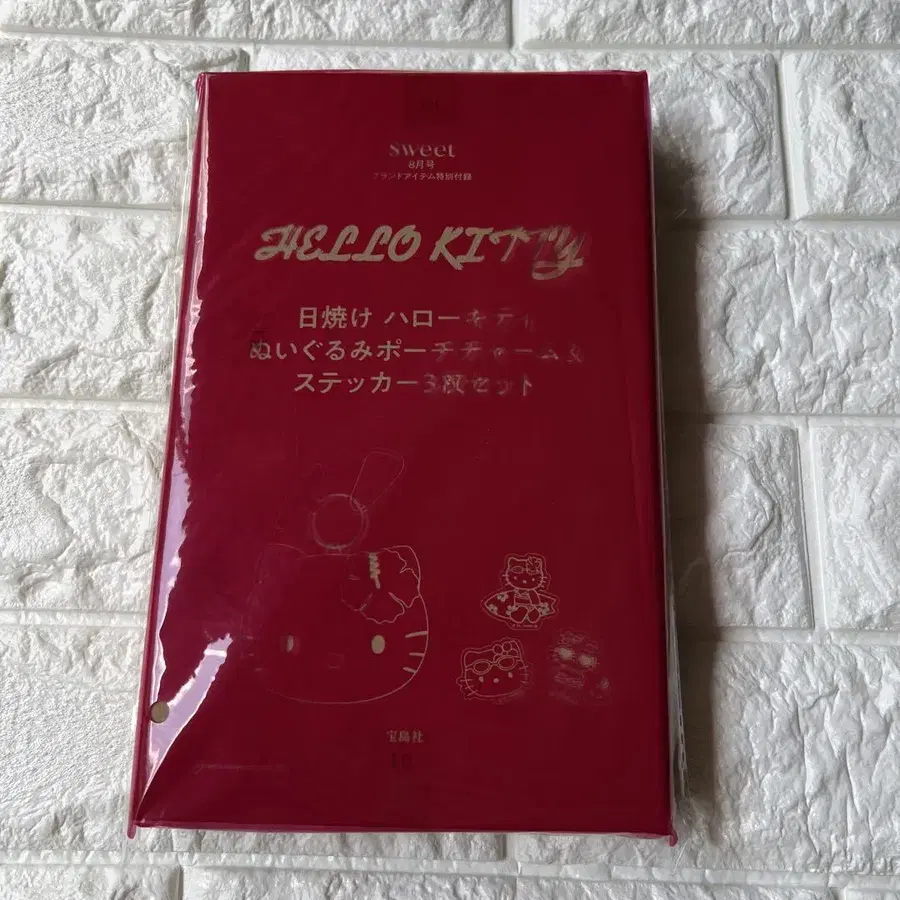 sweet
8月号
ブランドアイテム特別付録
HELLO KITTY
日焼け ハローキティ
ぬいぐるみポーチチャーム&
ステッカー3枚セット
宝島社